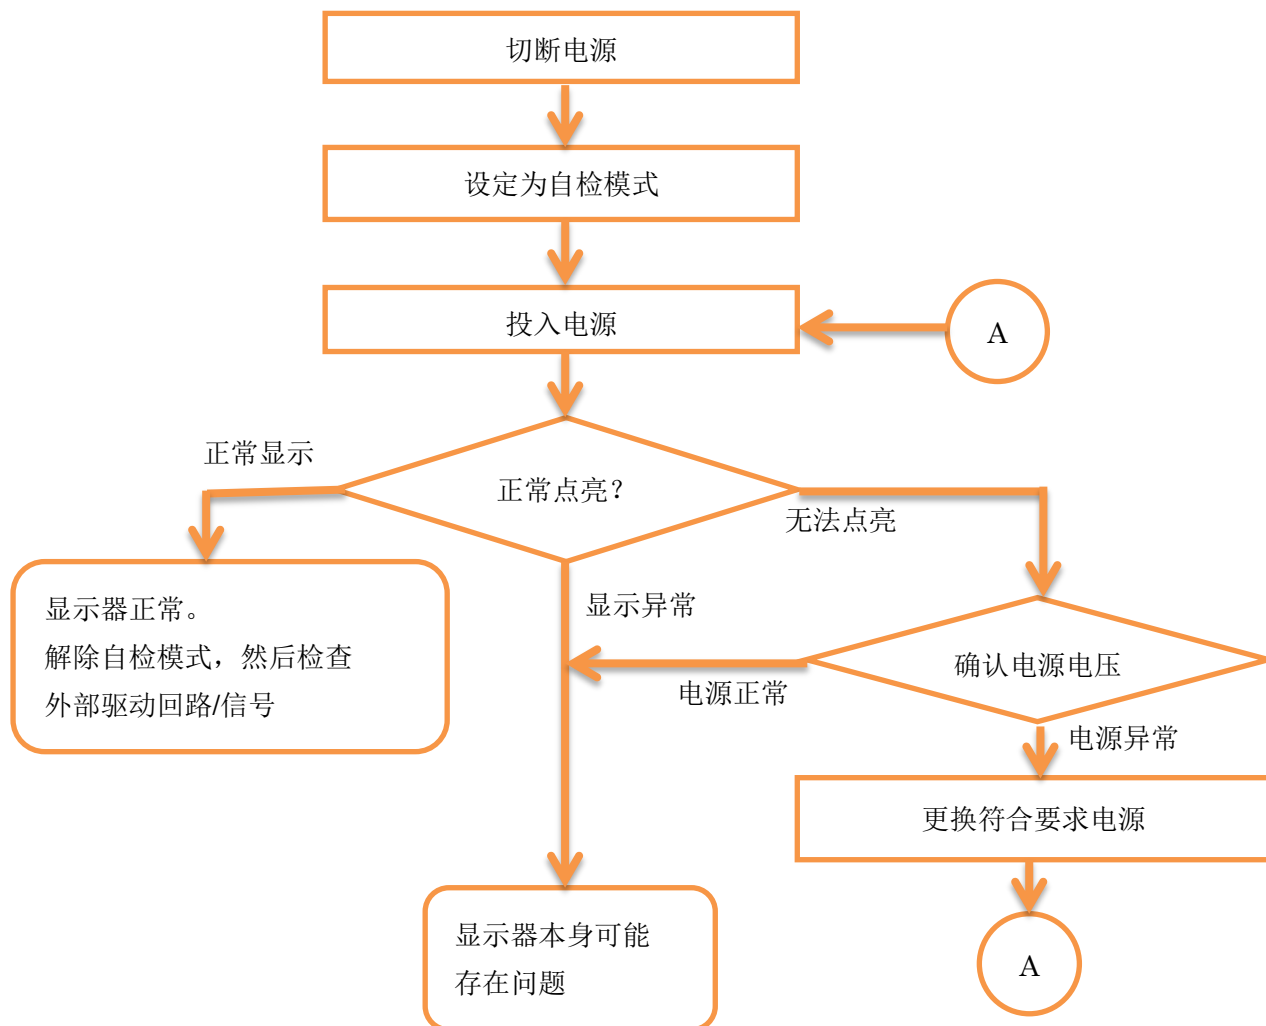 切断电源
设定为自检模式
投入电源
A
正常显示
正常点亮？
无法点亮
显示器正常。
解除自检模式，然后检查
外部驱动回路/信号
显示异常
确认电源电压
电源正常
电源异常
更换符合要求电源
显示器本身可能
存在问题
A